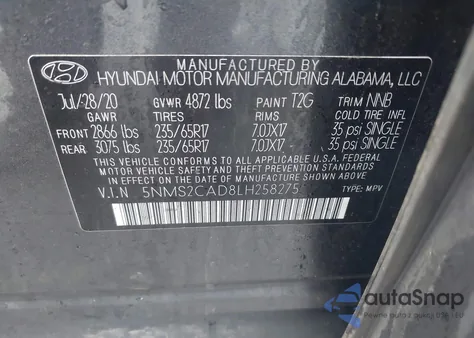 MANUFACTURED BY
HYUNDAI MOTOR MANUFACTURING ALABAMA, LLC
Jul/28/20 GVWR 4872 lbs PAINT T2G TRIM NNB
GAWR TIRES RIMS COLD TIRE INFL
FRONT 2866 lbs 235/65R17 7.0JX17 35 psi SINGLE
REAR 3075 lbs 235/65R17 7.0JX17 35 psi SINGLE
THIS VEHICLE CONFORMS TO ALL APPLICABLE U.S.A. FEDERAL
MOTOR VEHICLE SAFETY STANDARDS IN EFFECT ON THE
DATE OF MANUFACTURE SHOWN ABOVE.
V.I.N 5NMS2CAD8LH258275 TYPE: MPV
autoSnap
Pewne auta z aukcji